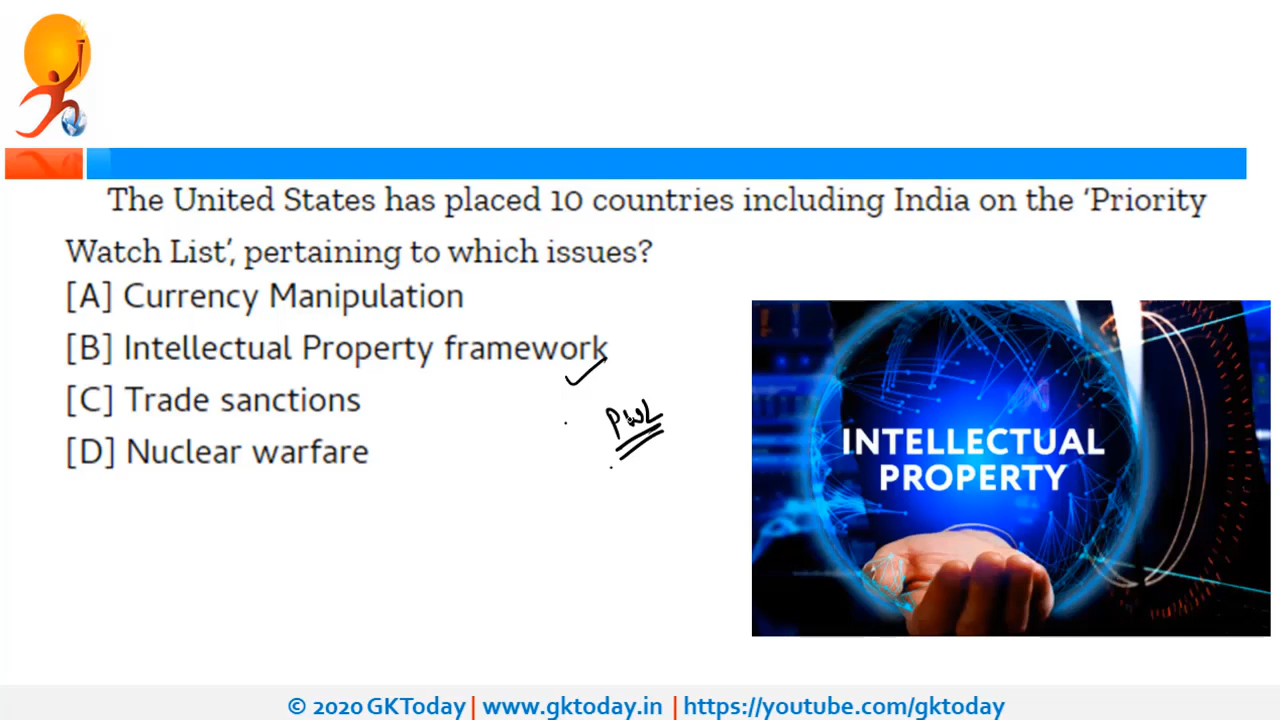 The United States has placed 10 countries including India on the ‘Priority
Watch List’, pertaining to which issues?
[A] Currency Manipulation
[B] Intellectual Property framework
[C] Trade sanctions
[D] Nuclear warfare
PWL
INTELLECTUAL
PROPERTY
© 2020 GKToday | www.gktoday.in | https://youtube.com/gktoday